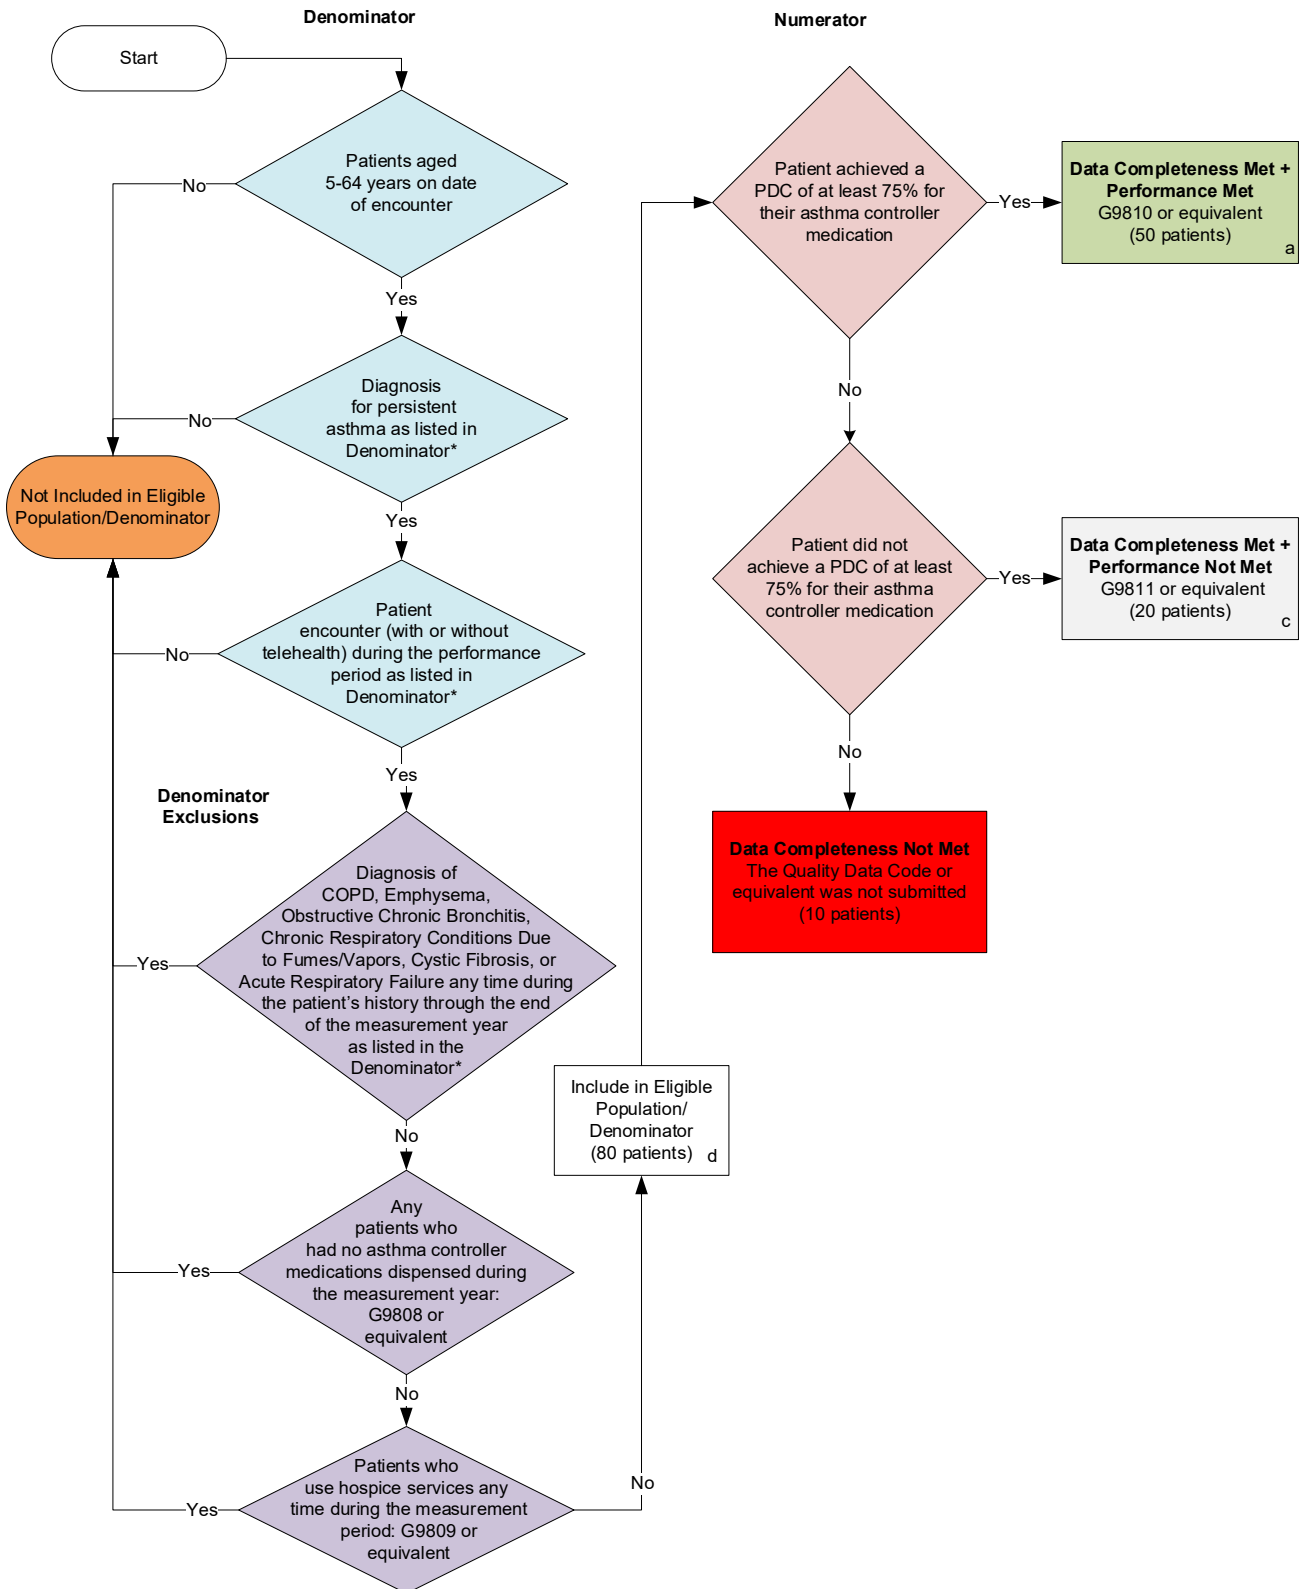 Denominator
Start
Patients aged
5-64 years on date
of encounter
No
Yes
Diagnosis
for persistent
asthma as listed in
Denominator*
No
Not Included in Eligible
Population/Denominator
Yes
Patient
encounter (with or without
telehealth) during the performance
period as listed in
Denominator*
No
Yes
Denominator
Exclusions
Diagnosis of
COPD, Emphysema,
Obstructive Chronic Bronchitis,
Chronic Respiratory Conditions Due
to Fumes/Vapors, Cystic Fibrosis, or
Acute Respiratory Failure any time during
the patient's history through the end
of the measurement year
as listed in the
Denominator*
Yes
No
Any
patients who
had no asthma controller
medications dispensed during
the measurement year:
G9808 or
equivalent
Yes
No
Patients who
use hospice services any
time during the measurement
period: G9809 or
equivalent
Yes
No
Include in Eligible
Population/
Denominator
(80 patients)
d
Numerator
Patient achieved a
PDC of at least 75% for
their asthma controller
medication
Yes
Data Completeness Met +
Performance Met
G9810 or equivalent
(50 patients)
a
No
Patient did not
achieve a PDC of at least
75% for their asthma
controller medication
Yes
Data Completeness Met +
Performance Not Met
G9811 or equivalent
(20 patients)
c
No
Data Completeness Not Met
The Quality Data Code or
equivalent was not submitted
(10 patients)